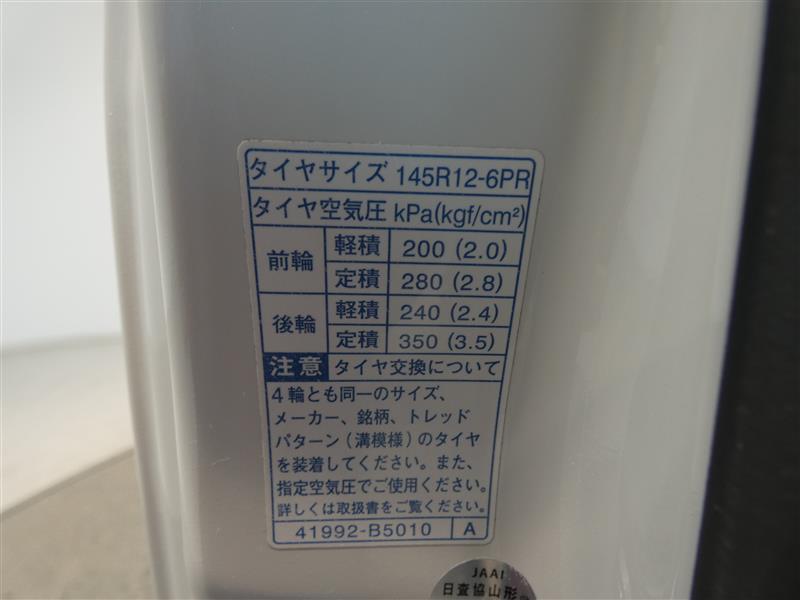 タイヤサイズ 145R12-6PR
タイヤ空気圧 kPa(kgf/cm²)
前輪 軽積 200 (2.0)
定積 280 (2.8)
後輪 軽積 240 (2.4)
定積 350 (3.5)
注意 タイヤ交換について
4輪とも同一のサイズ、
メーカー、銘柄、トレッド
パターン（溝模様）のタイヤ
を装着してください。また、
指定空気圧でご使用ください。
詳しくは取扱書をご覧ください。
41992-B5010 A
JAAI
日査協山形